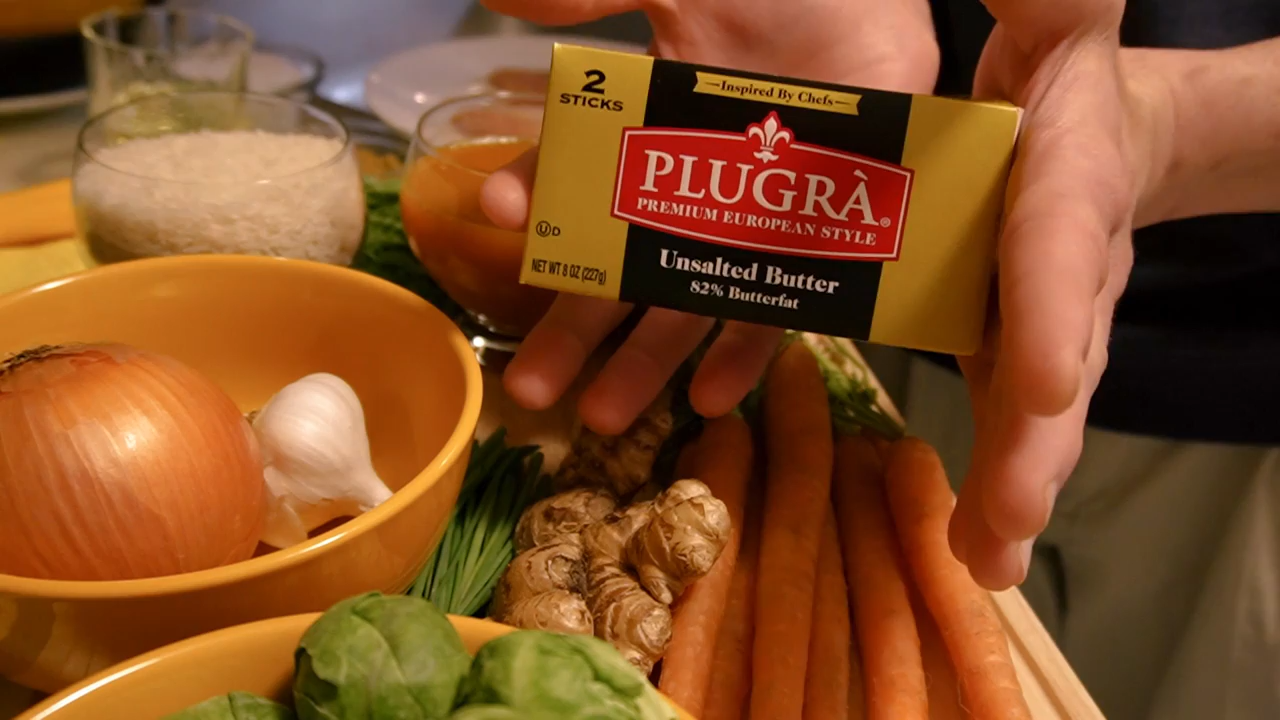 2
STICKS
Inspired By Chefs
PLUGRÀ®
PREMIUM EUROPEAN STYLE
Unsalted Butter
82% Butterfat
U D
NET WT 8 OZ (227g)